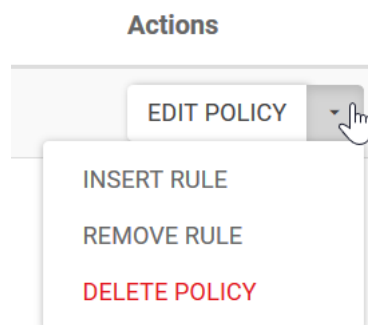 Actions
EDIT POLICY
INSERT RULE
REMOVE RULE
DELETE POLICY